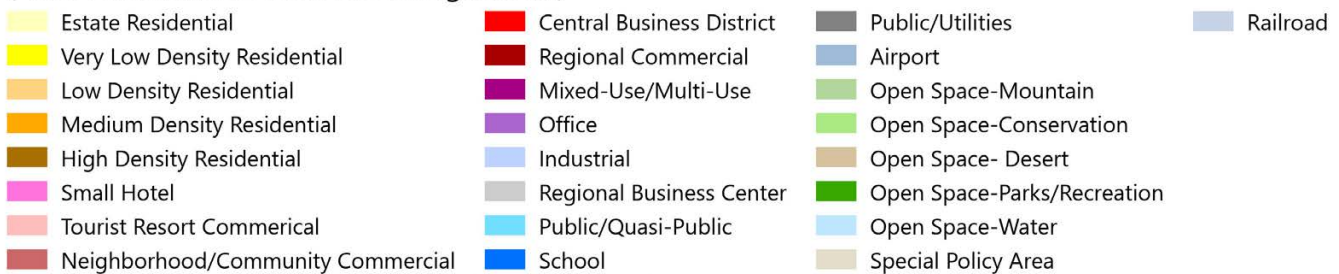 Estate Residential
Very Low Density Residential
Low Density Residential
Medium Density Residential
High Density Residential
Small Hotel
Tourist Resort Commerical
Neighborhood/Community Commercial
Central Business District
Regional Commercial
Mixed-Use/Multi-Use
Office
Industrial
Regional Business Center
Public/Quasi-Public
School
Public/Utilities
Airport
Open Space-Mountain
Open Space-Conservation
Open Space- Desert
Open Space-Parks/Recreation
Open Space-Water
Special Policy Area
Railroad